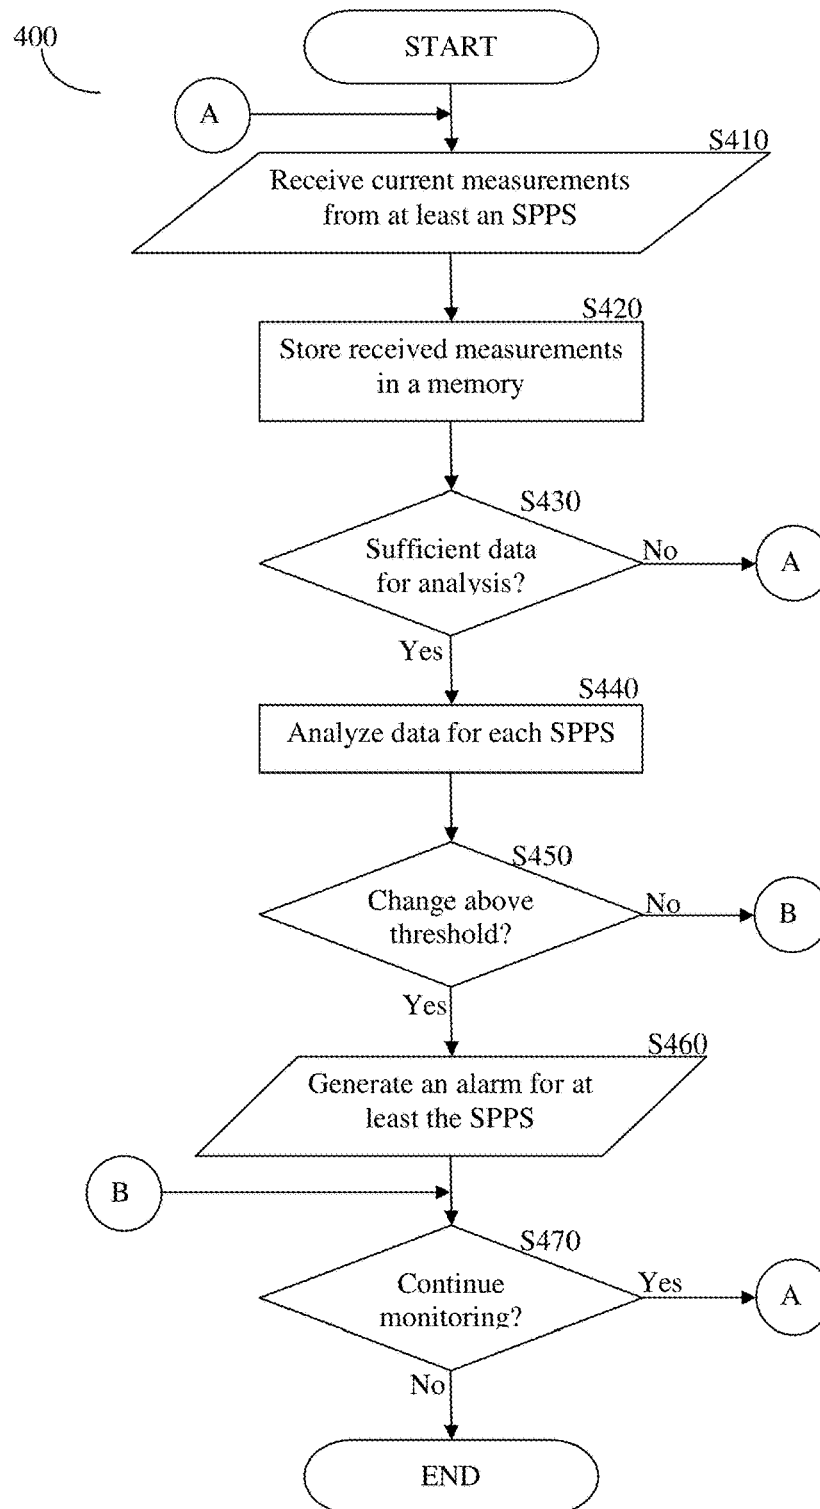 400
START
A
S410
Receive current measurements
from at least an SPPS
S420
Store received measurements
in a memory
S430
Sufficient data
for analysis?
No
A
Yes
S440
Analyze data for each SPPS
S450
Change above
threshold?
No
B
Yes
S460
Generate an alarm for at
least the SPPS
B
S470
Continue
monitoring?
Yes
A
No
END